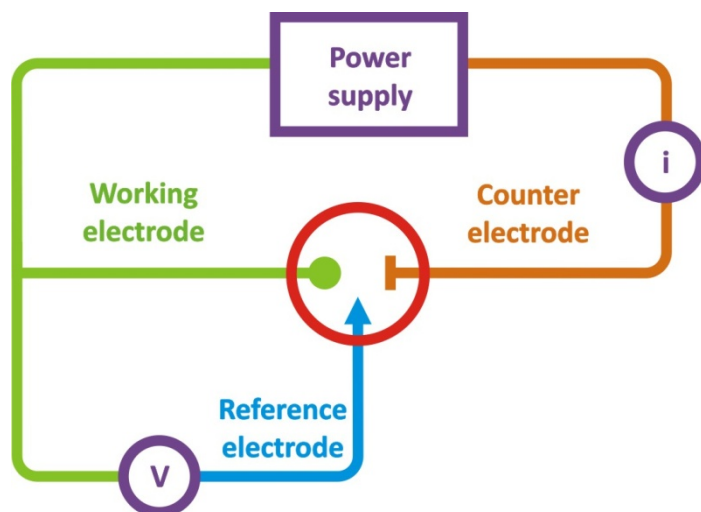 Power
supply
i
Working
electrode
Counter
electrode
Reference
electrode
V